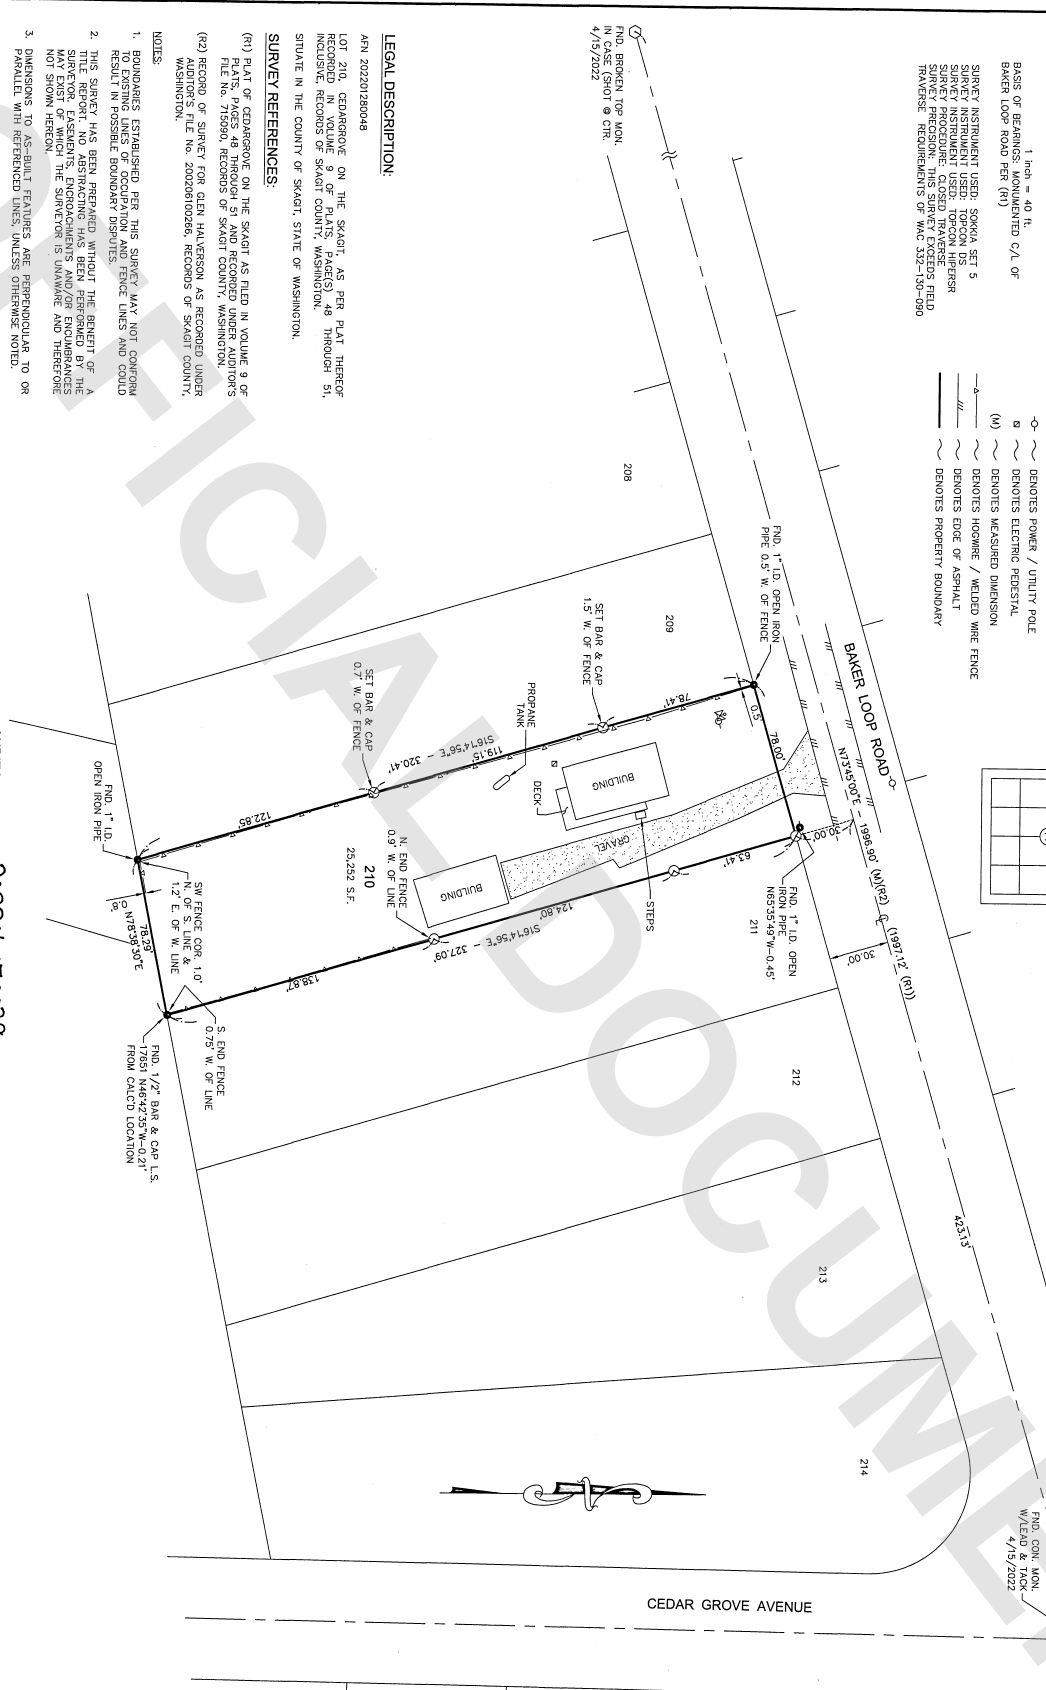 1 inch = 40 ft.
BASIS OF BEARINGS: MONUMENTED C/L OF
BAKER LOOP ROAD PER (R1)
SURVEY INSTRUMENT USED: SOKKIA SET 5
SURVEY INSTRUMENT USED: TOPCON DS
SURVEY INSTRUMENT USED: TOPCON HIPERSR
SURVEY PROCEDURE: CLOSED TRAVERSE
SURVEY PRECISION: THIS SURVEY EXCEEDS FIELD
TRAVERSE REQUIREMENTS OF WAC 332-130-090
DENOTES POWER / UTILITY POLE
DENOTES ELECTRIC PEDESTAL
(M) DENOTES MEASURED DIMENSION
DENOTES HOGWIRE / WELDED WIRE FENCE
DENOTES EDGE OF ASPHALT
DENOTES PROPERTY BOUNDARY
FND. BROKEN TOP MON.
IN CASE (SHOT @ CTR.
4/15/2022
LEGAL DESCRIPTION:
AFN 202201280048
LOT 210, CEDARGROVE ON THE SKAGIT, AS PER PLAT THEREOF
RECORDED IN VOLUME 9 OF PLATS, PAGE(S) 48 THROUGH 51,
INCLUSIVE, RECORDS OF SKAGIT COUNTY, WASHINGTON.
SITUATE IN THE COUNTY OF SKAGIT, STATE OF WASHINGTON.
SURVEY REFERENCES:
(R1) PLAT OF CEDARGROVE ON THE SKAGIT AS FILED IN VOLUME 9 OF
PLATS, PAGES 48 THROUGH 51 AND RECORDED UNDER AUDITOR'S
FILE No. 715090, RECORDS OF SKAGIT COUNTY, WASHINGTON.
(R2) RECORD OF SURVEY FOR GLEN HALVERSON AS RECORDED UNDER
AUDITOR'S FILE No. 200206100266, RECORDS OF SKAGIT COUNTY,
WASHINGTON.
NOTES:
1. BOUNDARIES ESTABLISHED PER THIS SURVEY MAY NOT CONFORM
TO EXISTING LINES OF OCCUPATION AND FENCE LINES AND COULD
RESULT IN POSSIBLE BOUNDARY DISPUTES.
2. THIS SURVEY HAS BEEN PREPARED WITHOUT THE BENEFIT OF A
TITLE REPORT. NO ABSTRACTING HAS BEEN PERFORMED BY THE
SURVEYOR. EASEMENTS, ENCROACHMENTS AND/OR ENCUMBRANCES
MAY EXIST OF WHICH THE SURVEYOR IS UNAWARE AND THEREFORE
NOT SHOWN HEREON.
3. DIMENSIONS TO AS-BUILT FEATURES ARE PERPENDICULAR TO OR
PARALLEL WITH REFERENCED LINES, UNLESS OTHERWISE NOTED.
208
209
FND. 1" I.D. OPEN IRON
PIPE 0.5' W. OF FENCE
BAKER LOOP ROAD
N73°45'00"E - 1996.90' (M)(R2) ℄ (1997.12' (R1))
SET BAR & CAP
1.5' W. OF FENCE
78.41'
0.5'
78.00'
30.00'
30.00'
423.13'
SET BAR & CAP
0.7' W. OF FENCE
PROPANE
TANK
S16°14'56"E - 320.41'
119.15'
BUILDING
DECK
GRAVEL
STEPS
63.41'
FND. 1" I.D. OPEN
IRON PIPE
N65°35'49"W-0.45'
211
122.85'
N. END FENCE
0.9' W. OF LINE
210
25,252 S.F.
BUILDING
124.80'
S16°14'56"E - 327.09'
138.87'
FND. 1" I.D.
OPEN IRON PIPE
SW FENCE COR. 1.0'
N. OF S. LINE &
1.2' E. OF W. LINE
0.8'
78.29'
N78°38'30"E
S. END FENCE
0.75' W. OF LINE
FND. 1/2" BAR & CAP L.S.
17651 N46°42'35"W-0.21'
FROM CALC'D LOCATION
212
213
214
FND. CON. MON.
W/LEAD & TACK
4/15/2022
CEDAR GROVE AVENUE
OFFICIAL DOCUME